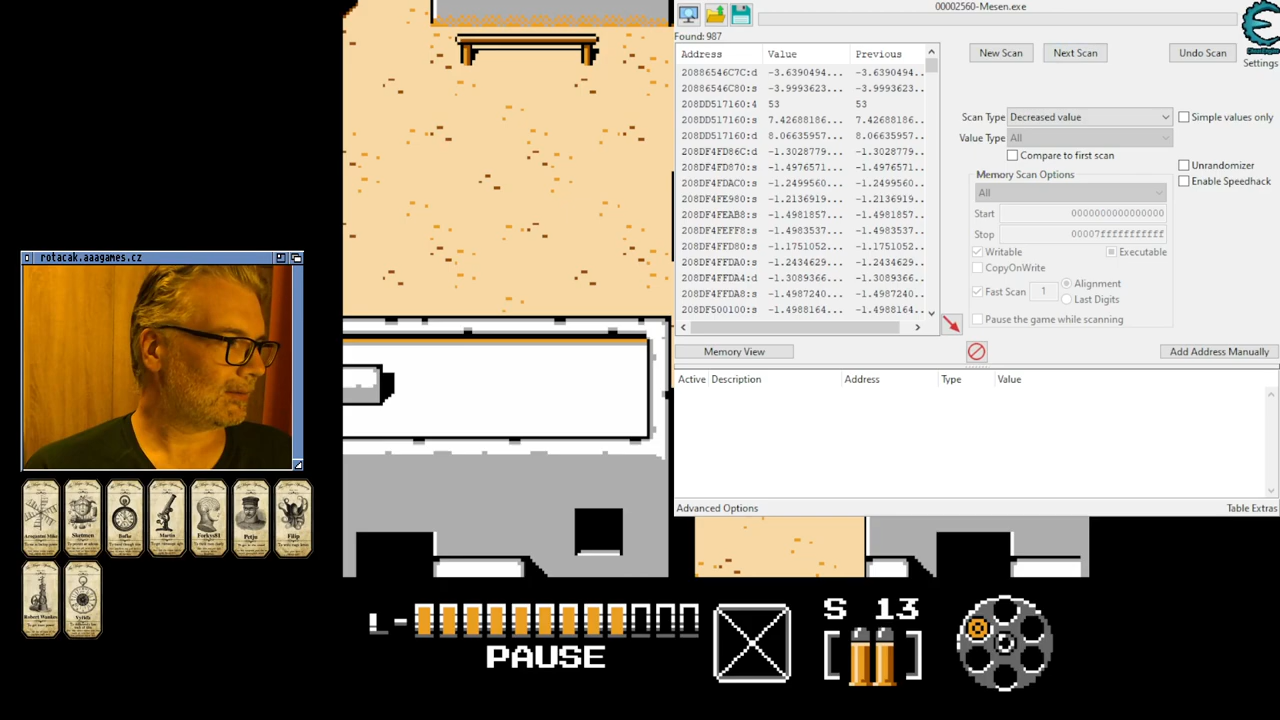 00002560-Mesen.exe
Found: 987
Address Value Previous
20886546C7C:d -3.6390494... -3.6390494...
20886546C80:s -3.9993623... -3.9993623...
208DD517160:4 53 53
208DD517160:s 7.42688186... 7.42688186...
208DD517160:d 8.06635957... 8.06635957...
208DF4FD86C:d -1.3028779... -1.3028779...
208DF4FD870:s -1.4976571... -1.4976571...
208DF4FDAC0:s -1.2499560... -1.2499560...
208DF4FE980:s -1.2136919... -1.2136919...
208DF4FEAB8:s -1.4981857... -1.4981857...
208DF4FEFF8:s -1.4983537... -1.4983537...
208DF4FFD80:s -1.1751052... -1.1751052...
208DF4FFDA0:s -1.2434629... -1.2434629...
208DF4FFDA4:d -1.3089366... -1.3089366...
208DF4FFDA8:s -1.4987240... -1.4987240...
208DF500100:s -1.4988164... -1.4988164...
New Scan Next Scan Undo Scan
Settings
Scan Type Decreased value Simple values only
Value Type All
Compare to first scan
Unrandomizer
Enable Speedhack
Memory Scan Options
All
Start 0000000000000000
Stop 00007fffffffffff
Writable Executable
CopyOnWrite
Fast Scan 1 Alignment
Last Digits
Pause the game while scanning
Memory View Add Address Manually
Active Description Address Type Value
Advanced Options Table Extras
rotacak.aaagames.cz
Awesome Mike Skeimen Bafke Martin Forkys81 Petju Filip
L-
PAUSE
S 13